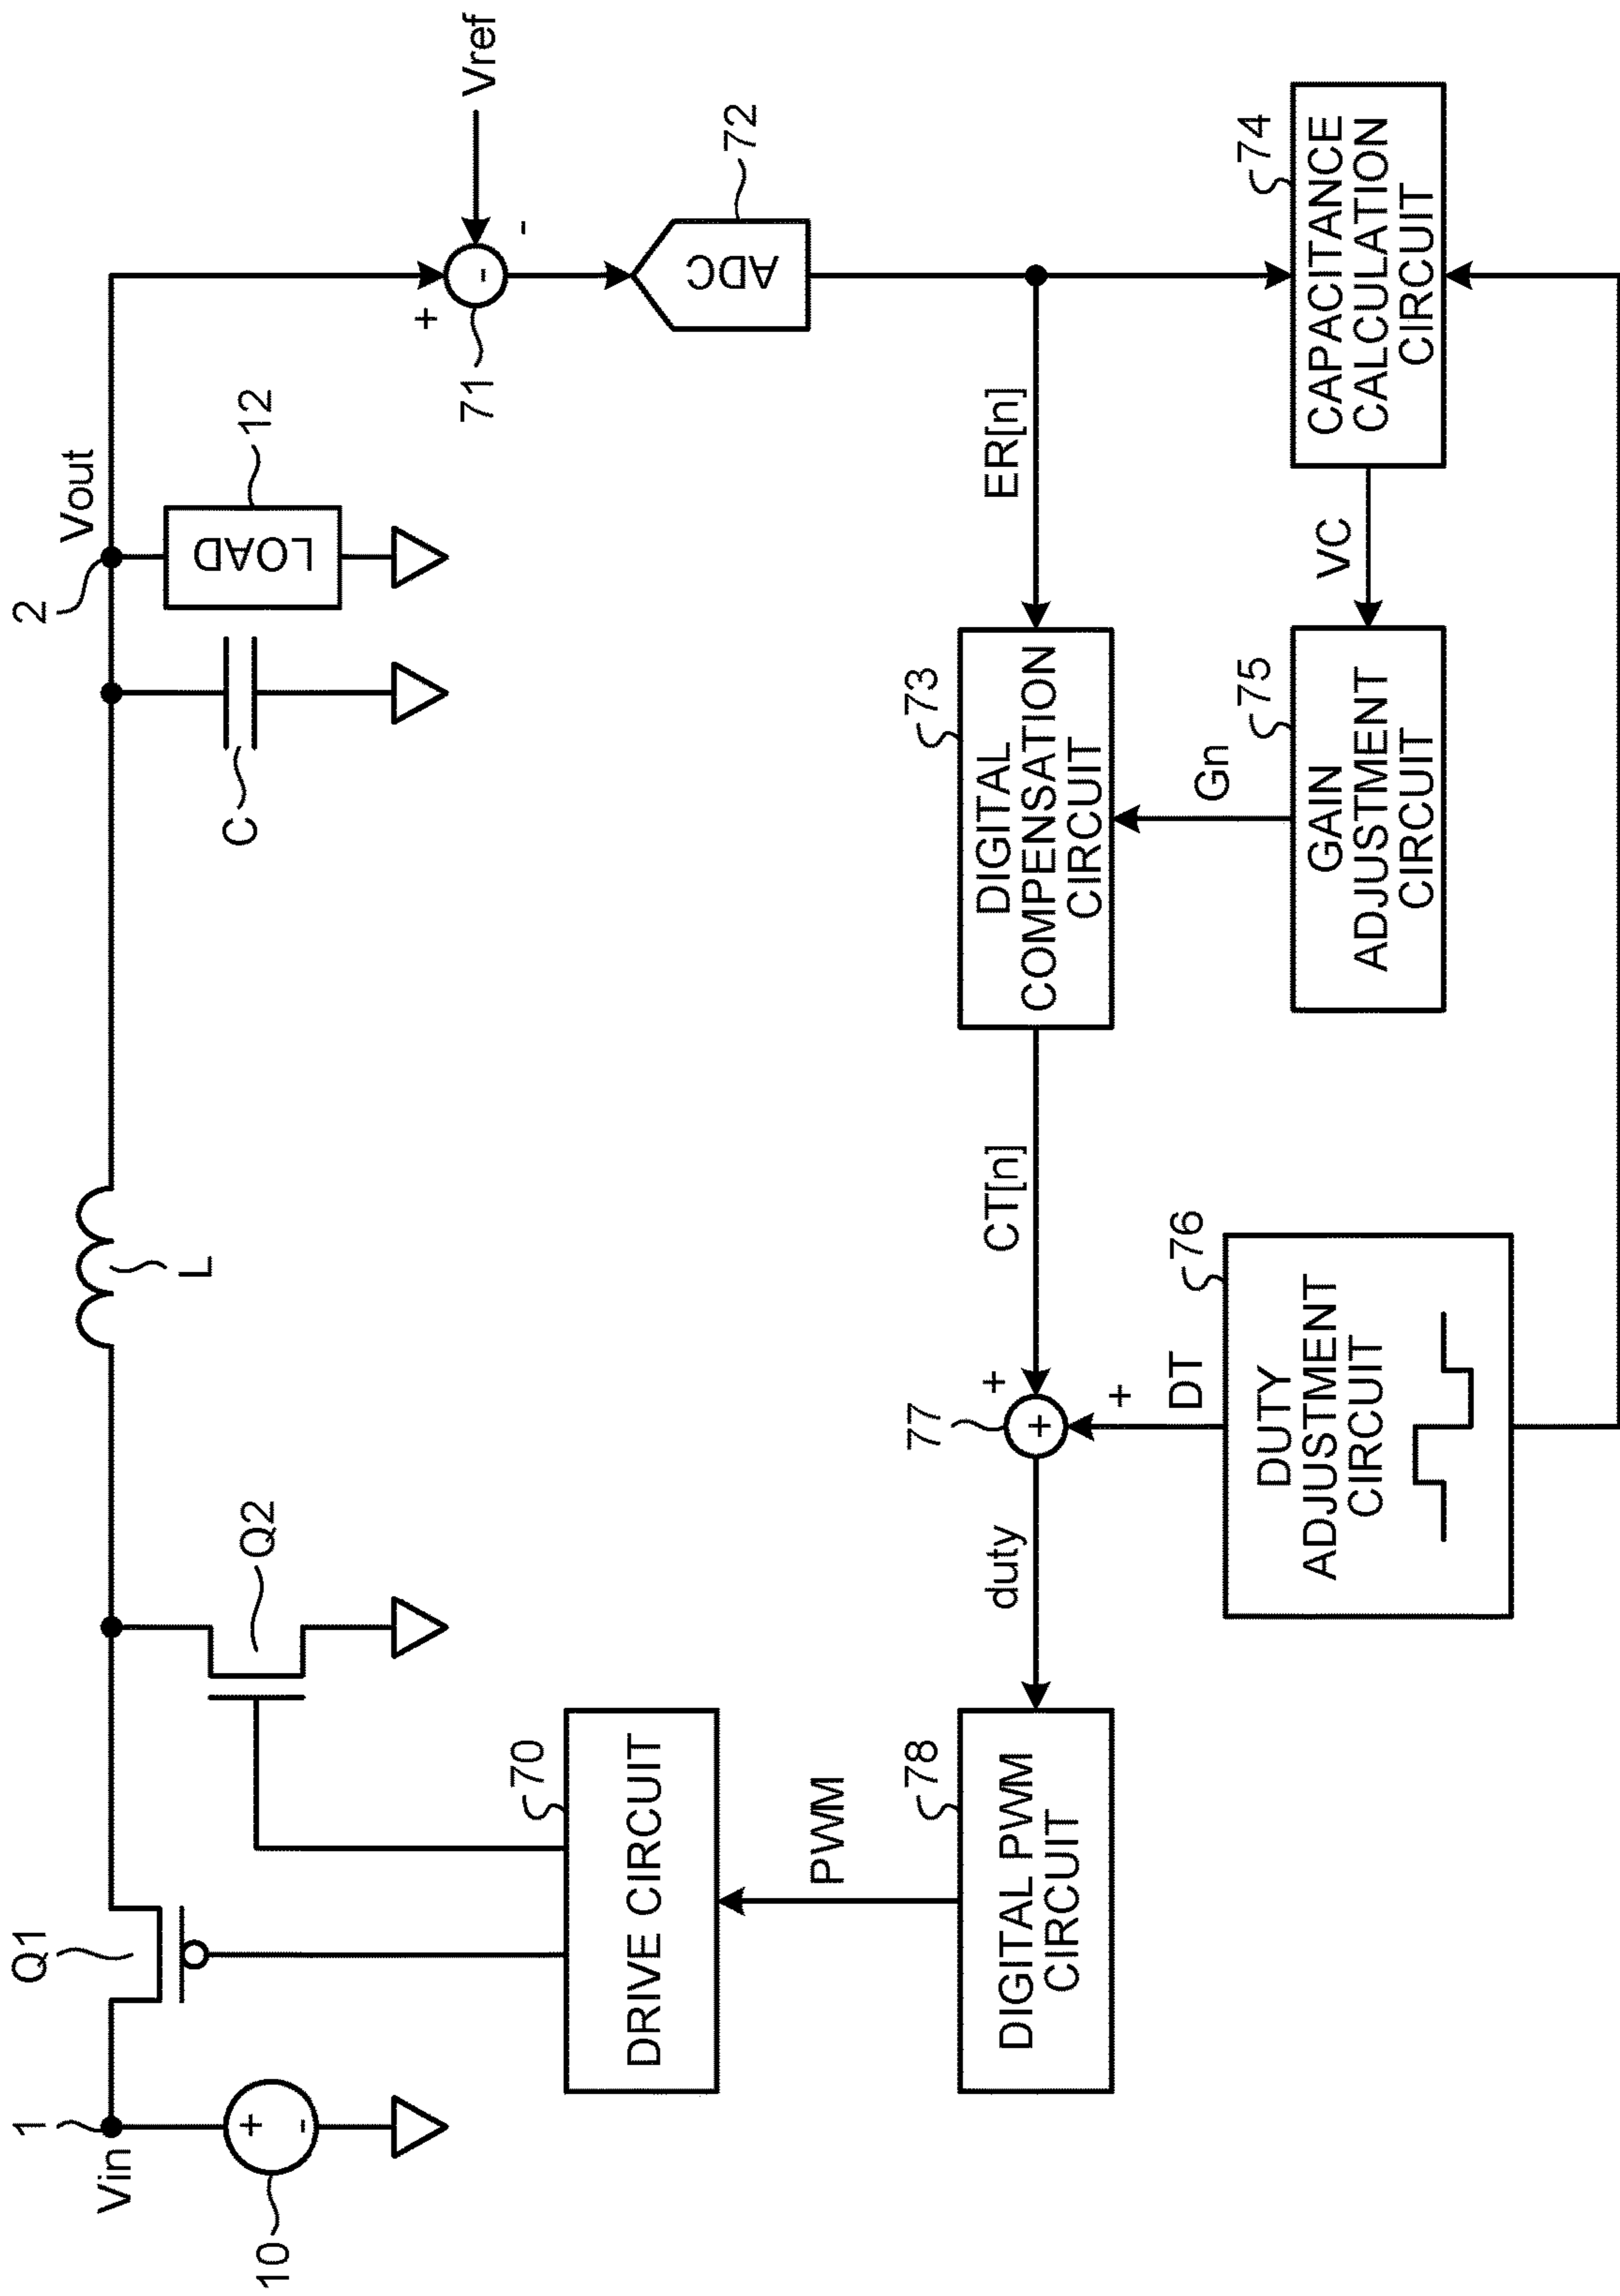 Vin
1
10
+
-
Q1
Q2
L
C
2
Vout
LOAD
12
+
-
-
71
Vref
ADC
72
DRIVE CIRCUIT
70
PWM
DIGITAL PWM
CIRCUIT
78
duty
77
+
+
+
DT
CT[n]
DIGITAL
COMPENSATION
CIRCUIT
73
ER[n]
Gn
DUTY
ADJUSTMENT
CIRCUIT
76
GAIN
ADJUSTMENT
CIRCUIT
75
VC
CAPACITANCE
CALCULATION
CIRCUIT
74